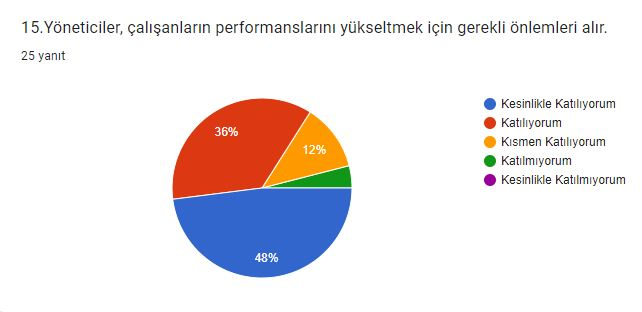 15.Yöneticiler, çalışanların performanslarını yükseltmek için gerekli önlemleri alır.
25 yanıt
Kesinlikle Katılıyorum
Katılıyorum
Kısmen Katılıyorum
Katılmıyorum
Kesinlikle Katılmıyorum
36%
12%
48%